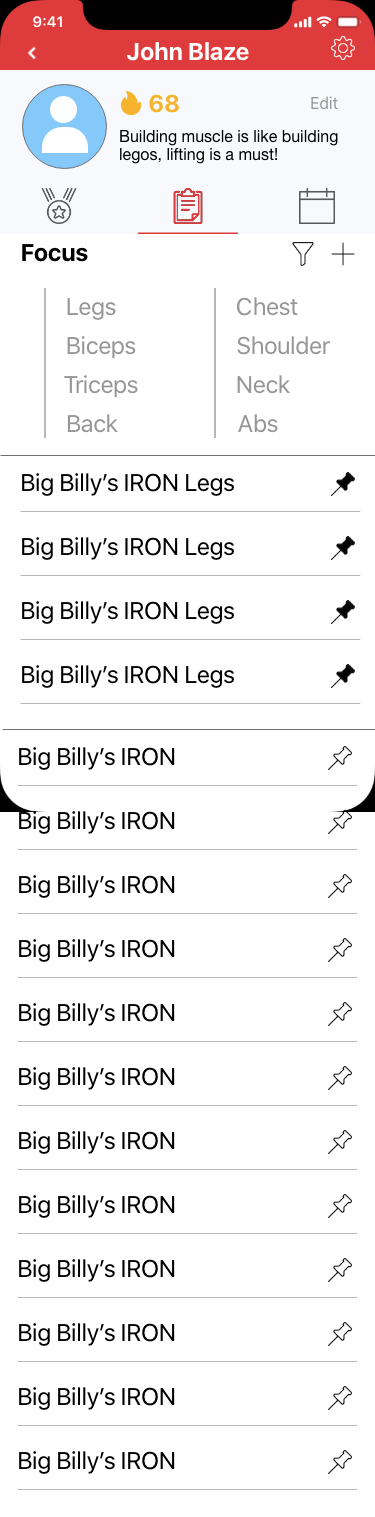 9:41
John Blaze
68
Edit
Building muscle is like building
legos, lifting is a must!
Focus
Legs
Biceps
Triceps
Back
Chest
Shoulder
Neck
Abs
Big Billy’s IRON Legs
Big Billy’s IRON Legs
Big Billy’s IRON Legs
Big Billy’s IRON Legs
Big Billy’s IRON
Big Billy’s IRON
Big Billy’s IRON
Big Billy’s IRON
Big Billy’s IRON
Big Billy’s IRON
Big Billy’s IRON
Big Billy’s IRON
Big Billy’s IRON
Big Billy’s IRON
Big Billy’s IRON
Big Billy’s IRON